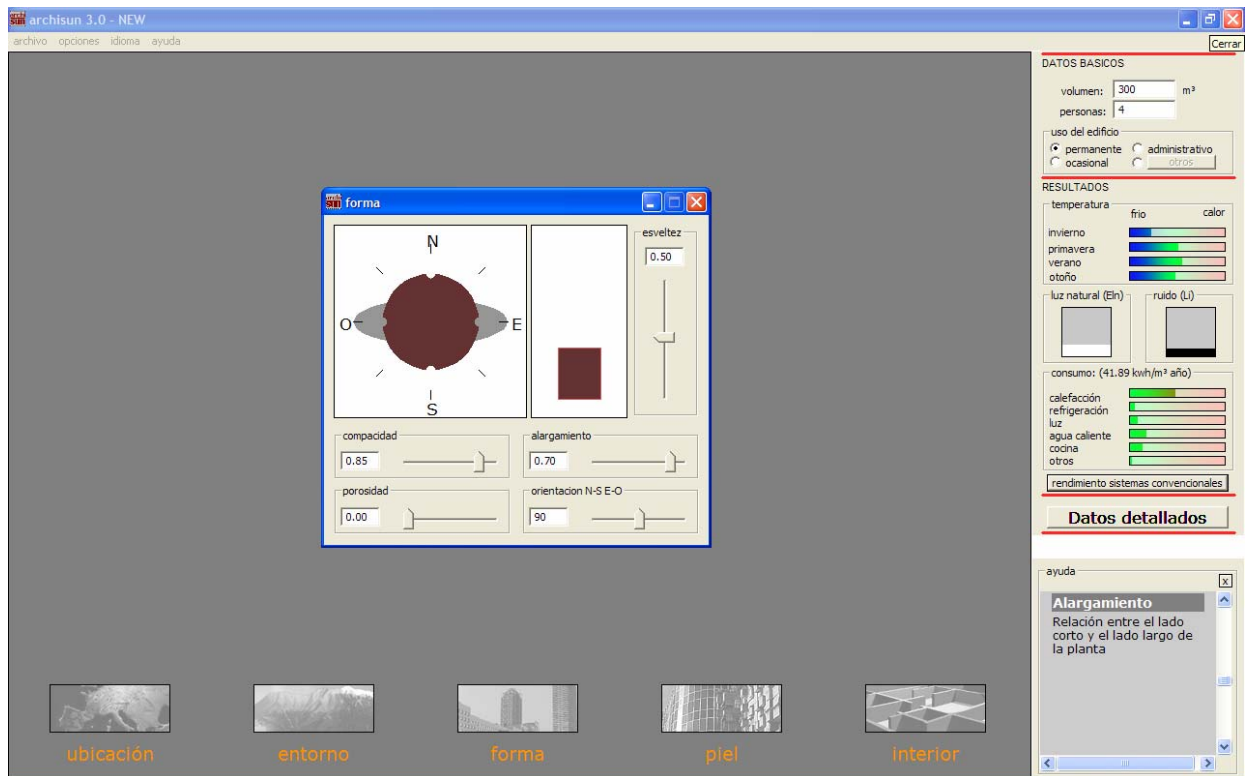 archisun 3.0 - NEW
archivo opciones idioma ayuda
Cerrar
DATOS BASICOS
volumen: 300 m³
personas: 4
uso del edificio
permanente administrativo
ocasional otros
RESULTADOS
temperatura
frio calor
invierno
primavera
verano
otoño
luz natural (Eln) ruido (Li)
consumo: (41.89 kwh/m³ año)
calefacción
refrigeración
luz
agua caliente
cocina
otros
rendimiento sistemas convencionales
Datos detallados
forma
N
O E
S
esveltez
0.50
compacidad alargamiento
0.85 0.70
porosidad orientacion N-S E-O
0.00 90
ayuda
x
Alargamiento
Relación entre el lado
corto y el lado largo de
la planta
ubicación entorno forma piel interior